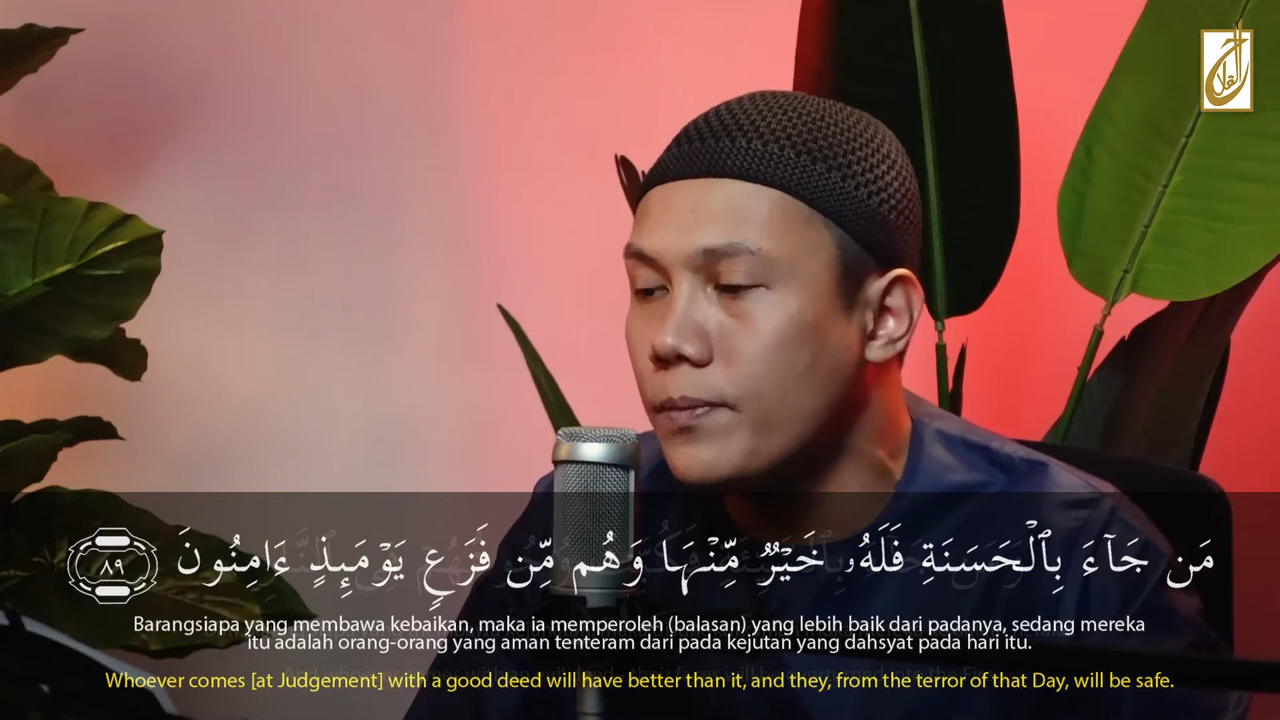 العلاج
مَن جَآءَ بِٱلْحَسَنَةِ فَلَهُۥ خَيْرٌ مِّنْهَا وَهُم مِّن فَزَعٍ يَوْمَئِذٍ ءَامِنُونَ ٨٩
Barangsiapa yang membawa kebaikan, maka ia memperoleh (balasan) yang lebih baik dari padanya, sedang mereka
itu adalah orang-orang yang aman tenteram dari pada kejutan yang dahsyat pada hari itu.
Whoever comes [at Judgement] with a good deed will have better than it, and they, from the terror of that Day, will be safe.